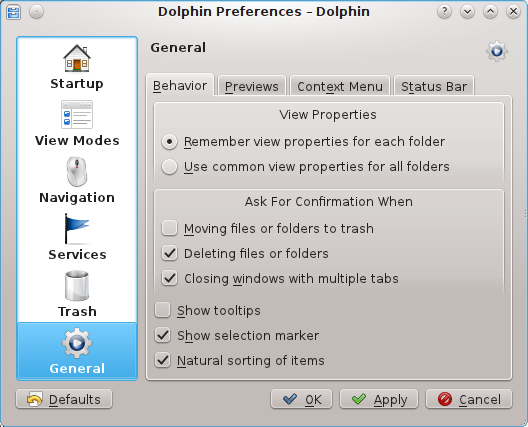 Dolphin Preferences – Dolphin
Startup
View Modes
Navigation
Services
Trash
General
General
Behavior Previews Context Menu Status Bar
View Properties
Remember view properties for each folder
Use common view properties for all folders
Ask For Confirmation When
Moving files or folders to trash
Deleting files or folders
Closing windows with multiple tabs
Show tooltips
Show selection marker
Natural sorting of items
Defaults OK Apply Cancel